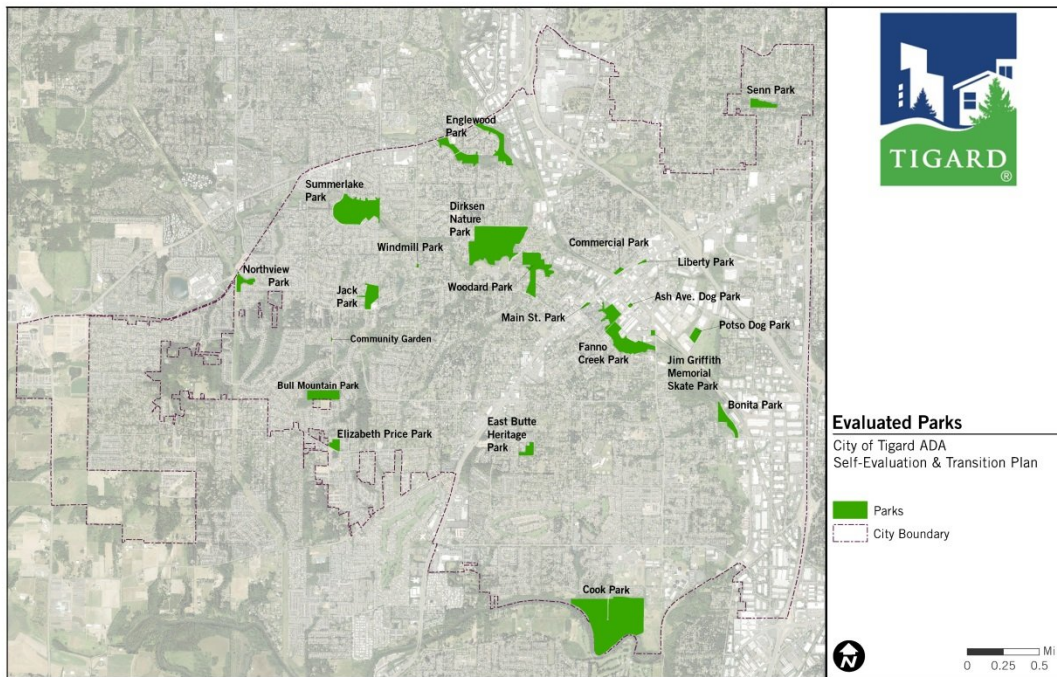 Senn Park
Englewood
Park
Summerlake
Park
Dirksen
Nature
Park
Windmill Park
Commercial Park
Liberty Park
Northview
Park
Jack
Park
Woodard Park
Ash Ave. Dog Park
Main St. Park
Potso Dog Park
Community Garden
Fanno
Creek Park
Jim Griffith
Memorial
Skate Park
Bull Mountain Park
Bonita Park
Elizabeth Price Park
East Butte
Heritage
Park
Cook Park
TIGARD
®
Evaluated Parks
City of Tigard ADA
Self-Evaluation & Transition Plan
Parks
City Boundary
N
Mi
0 0.25 0.5